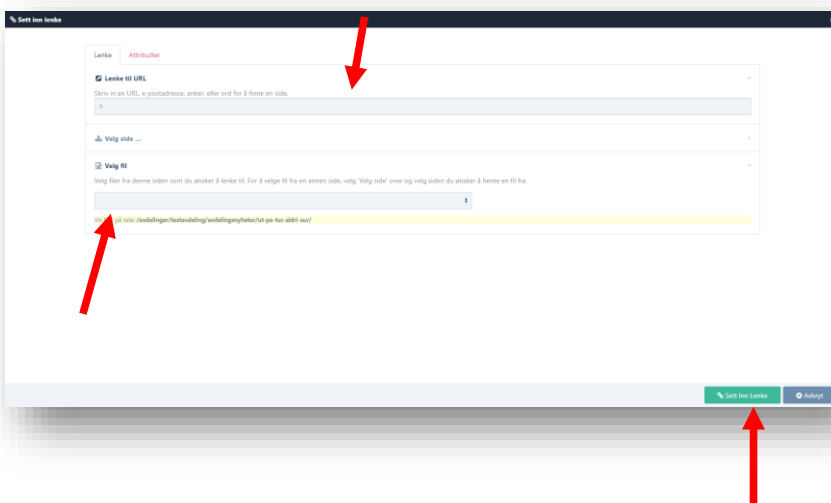 Sett inn lenke
Lenke Attributter
Lenke til URL
Skriv in en URL, e-postadresse, anker, eller ord for å finne en side.
Velg side ...
Velg fil
Velg filer fra denne siden som du ønsker å lenke til. For å velge fil fra en annen side, velg 'Velg side' over og velg siden du ønsker å hente en fil fra.
på side: /avdelinger/testavdeling/avdelingsnyheter/ut-pa-tur-aldri-sur/
Sett Inn Lenke Avbryt